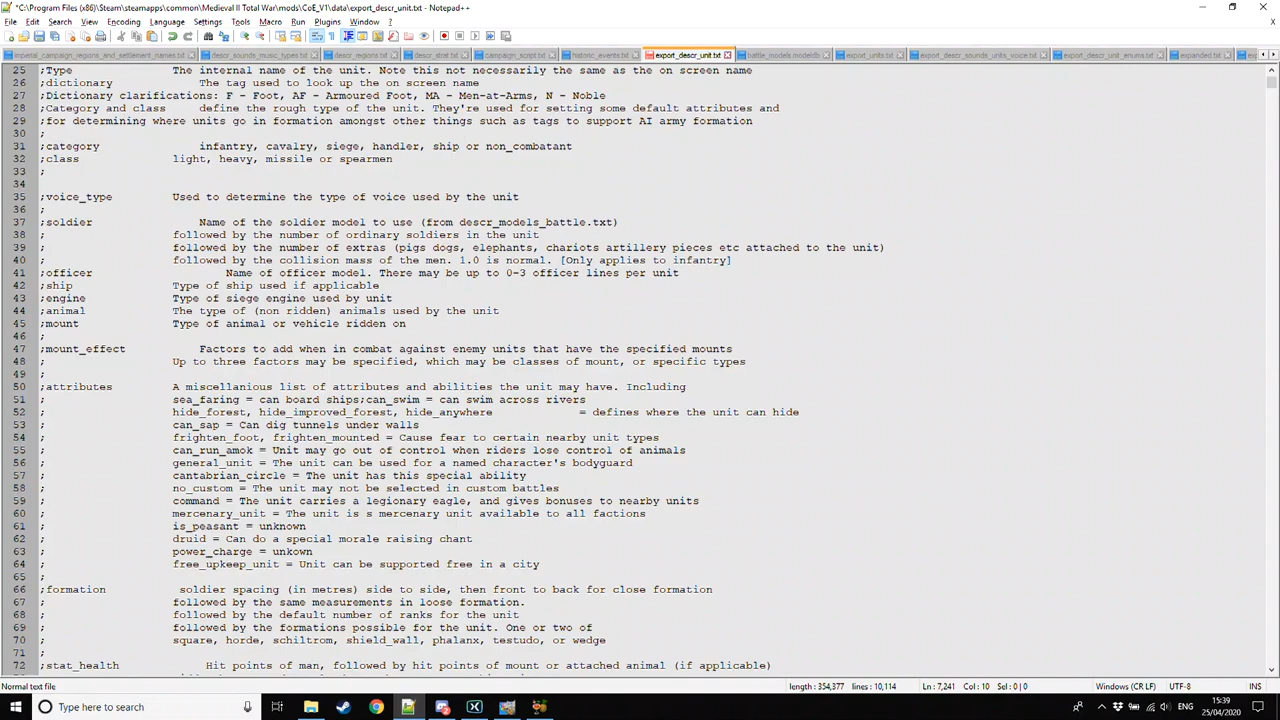 *C:\Program Files (x86)\Steam\steamapps\common\Medieval II Total War\mods\CoE_V1\data\export_descr_unit.txt - Notepad++
File Edit Search View Encoding Language Settings Tools Macro Run Plugins Window ?
imperial_campaign_regions_and_settlement_names.txt descr_sounds_music_types.txt descr_regions.txt descr_strat.txt campaign_script.txt historic_events.txt export_descr_unit.txt battle_models.modeldb export_units.txt export_descr_sounds_units_voice.txt export_descr_unit_enums.txt expanded.txt
25 ;Type The internal name of the unit. Note this not necessarily the same as the on screen name
26 ;dictionary The tag used to look up the on screen name
27 ;Dictionary clarifications: F - Foot, AF - Armoured Foot, MA - Men-at-Arms, N - Noble
28 ;Category and class define the rough type of the unit. They're used for setting some default attributes and
29 ;for determining where units go in formation amongst other things such as tags to support AI army formation
30 ;
31 ;category infantry, cavalry, siege, handler, ship or non_combatant
32 ;class light, heavy, missile or spearmen
33 ;
34
35 ;voice_type Used to determine the type of voice used by the unit
36 ;
37 ;soldier Name of the soldier model to use (from descr_models_battle.txt)
38 ; followed by the number of ordinary soldiers in the unit
39 ; followed by the number of extras (pigs dogs, elephants, chariots artillery pieces etc attached to the unit)
40 ; followed by the collision mass of the men. 1.0 is normal. [Only applies to infantry]
41 ;officer Name of officer model. There may be up to 0-3 officer lines per unit
42 ;ship Type of ship used if applicable
43 ;engine Type of siege engine used by unit
44 ;animal The type of (non ridden) animals used by the unit
45 ;mount Type of animal or vehicle ridden on
46 ;
47 ;mount_effect Factors to add when in combat against enemy units that have the specified mounts
48 ; Up to three factors may be specified, which may be classes of mount, or specific types
49 ;
50 ;attributes A miscellanious list of attributes and abilities the unit may have. Including
51 ; sea_faring = can board ships;can_swim = can swim across rivers
52 ; hide_forest, hide_improved_forest, hide_anywhere = defines where the unit can hide
53 ; can_sap = Can dig tunnels under walls
54 ; frighten_foot, frighten_mounted = Cause fear to certain nearby unit types
55 ; can_run_amok = Unit may go out of control when riders lose control of animals
56 ; general_unit = The unit can be used for a named character's bodyguard
57 ; cantabrian_circle = The unit has this special ability
58 ; no_custom = The unit may not be selected in custom battles
59 ; command = The unit carries a legionary eagle, and gives bonuses to nearby units
60 ; mercenary_unit = The unit is s mercenary unit available to all factions
61 ; is_peasant = unknown
62 ; druid = Can do a special morale raising chant
63 ; power_charge = unkown
64 ; free_upkeep_unit = Unit can be supported free in a city
65 ;
66 ;formation soldier spacing (in metres) side to side, then front to back for close formation
67 ; followed by the same measurements in loose formation.
68 ; followed by the default number of ranks for the unit
69 ; followed by the formations possible for the unit. One or two of
70 ; square, horde, schiltrom, shield_wall, phalanx, testudo, or wedge
71 ;
72 ;stat_health Hit points of man, followed by hit points of mount or attached animal (if applicable)
Normal text file length : 354,377 lines : 10,114 Ln : 7,241 Col : 10 Sel : 0 | 0 Windows (CR LF) UTF-8 INS
Type here to search ENG 15:39
25/04/2020